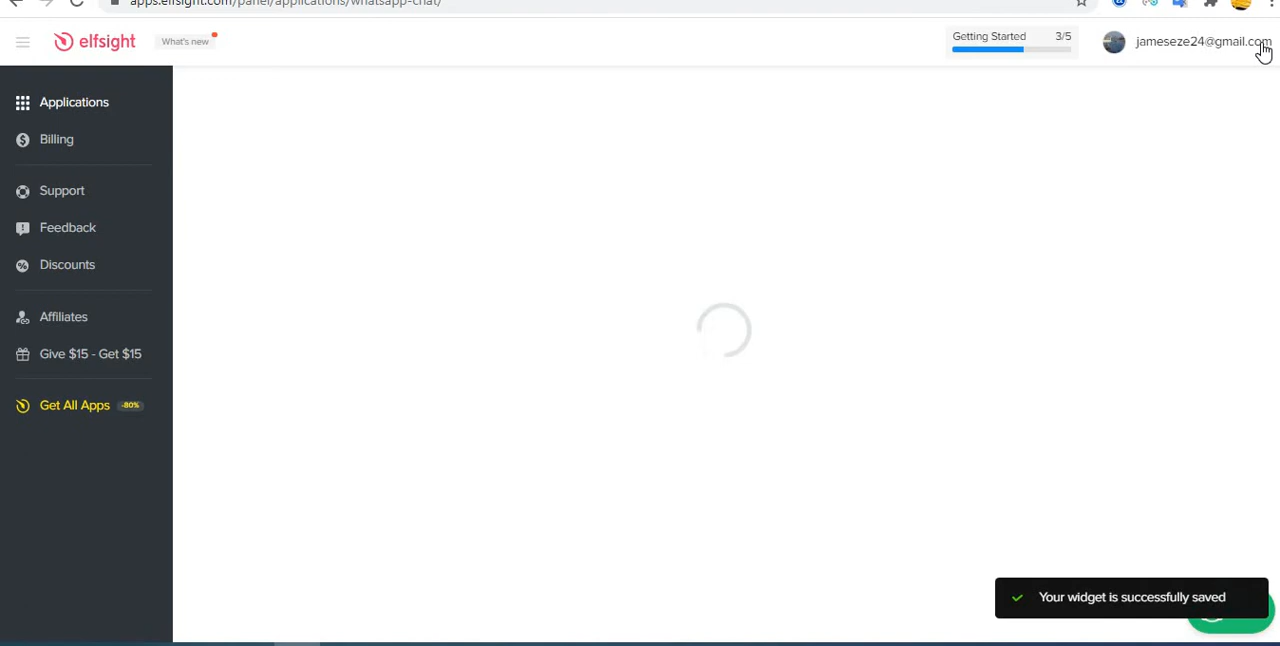 apps.elfsight.com/panel/applications/whatsapp-chat/
elfsight
What's new
Getting Started 3/5
jameseze24@gmail.com
Applications
Billing
Support
Feedback
Discounts
Affiliates
Give $15 - Get $15
Get All Apps -80%
Your widget is successfully saved